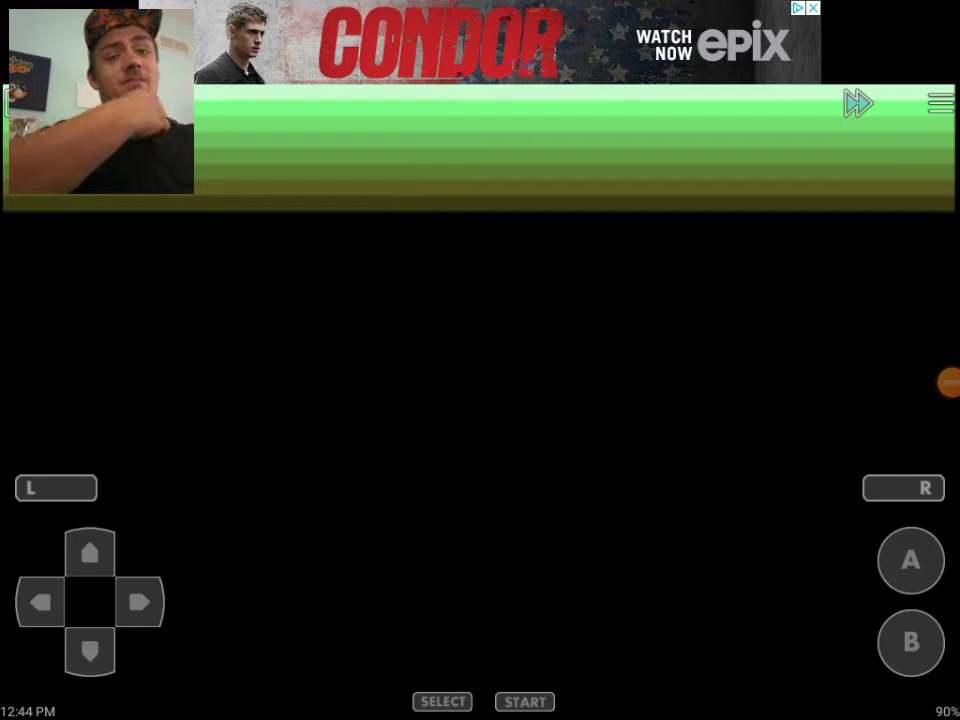 CONDOR
WATCH
NOW
epix
L
R
A
B
SELECT
START
12:44 PM
90%